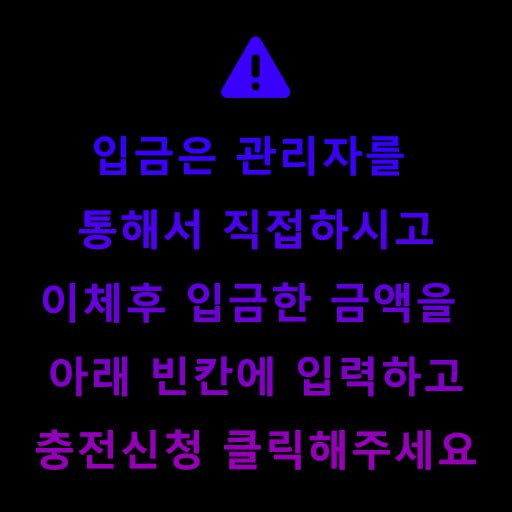 입금은 관리자를
통해서 직접하시고
이체후 입금한 금액을
아래 빈칸에 입력하고
충전신청 클릭해주세요